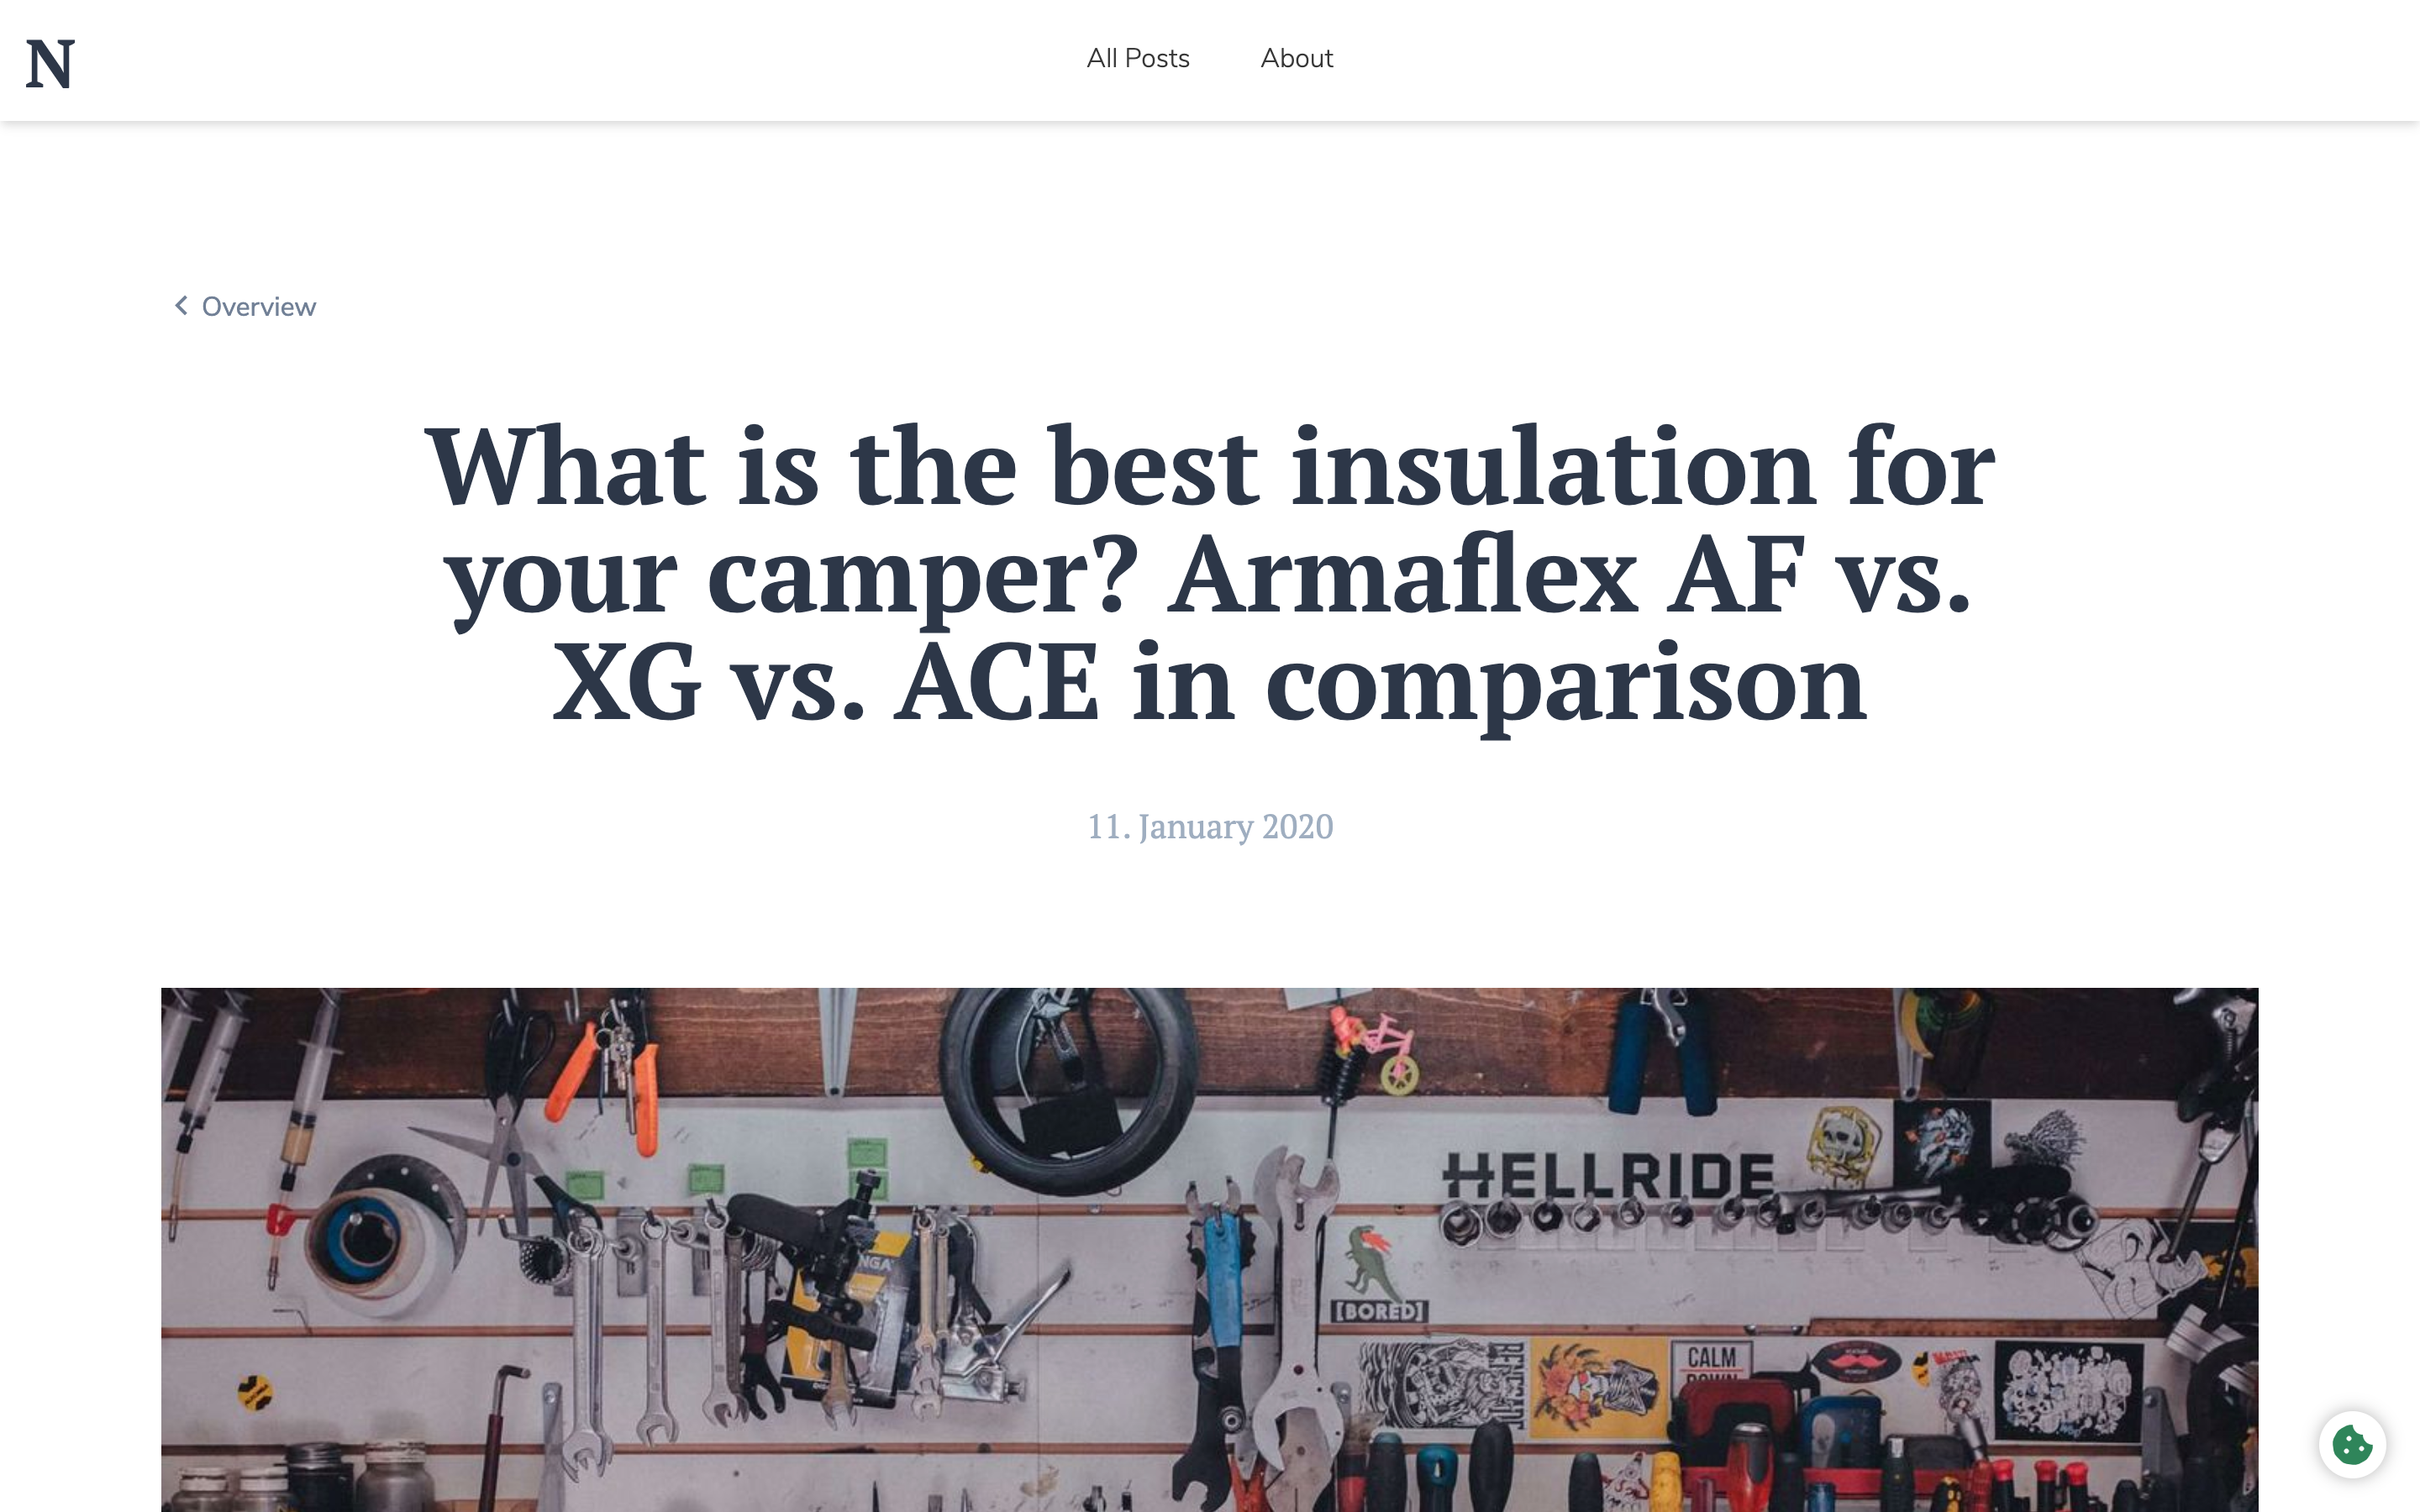 N
All Posts
About
Overview
What is the best insulation for
your camper? Armaflex AF vs.
XG vs. ACE in comparison
11. January 2020
HELLRIDE
[BORED]
CALM
DOWN